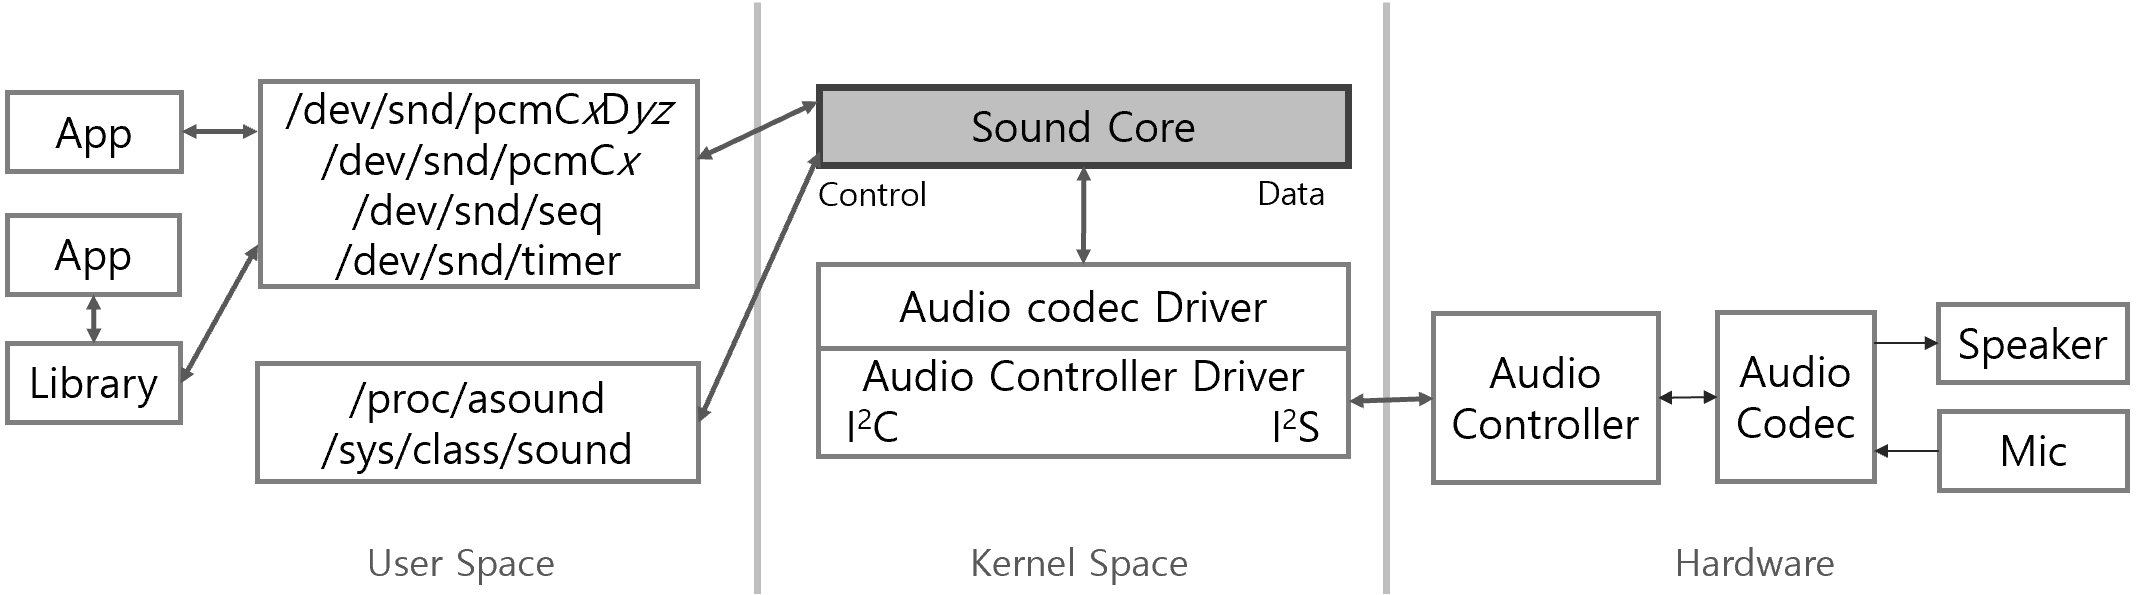 App
App
Library
/dev/snd/pcmCxDyz
/dev/snd/pcmCx
/dev/snd/seq
/dev/snd/timer
/proc/asound
/sys/class/sound
User Space
Sound Core
Control Data
Audio codec Driver
Audio Controller Driver
I²C I²S
Kernel Space
Audio
Controller
Audio
Codec
Speaker
Mic
Hardware